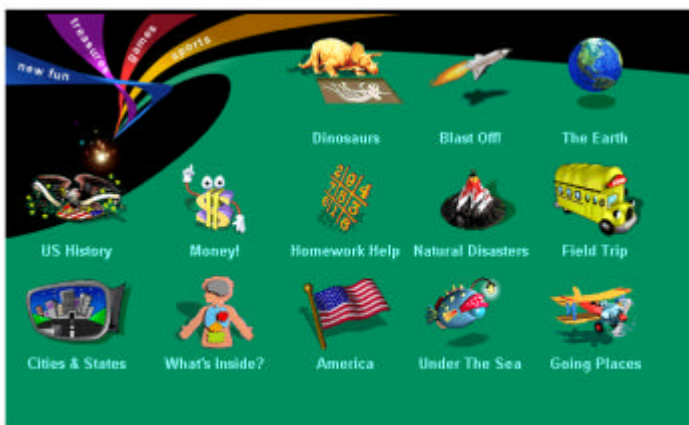 new fun
treasures
games
sports
Dinosaurs
Blast Off!
The Earth
US History
Money!
Homework Help
Natural Disasters
Field Trip
Cities & States
What's Inside?
America
Under The Sea
Going Places